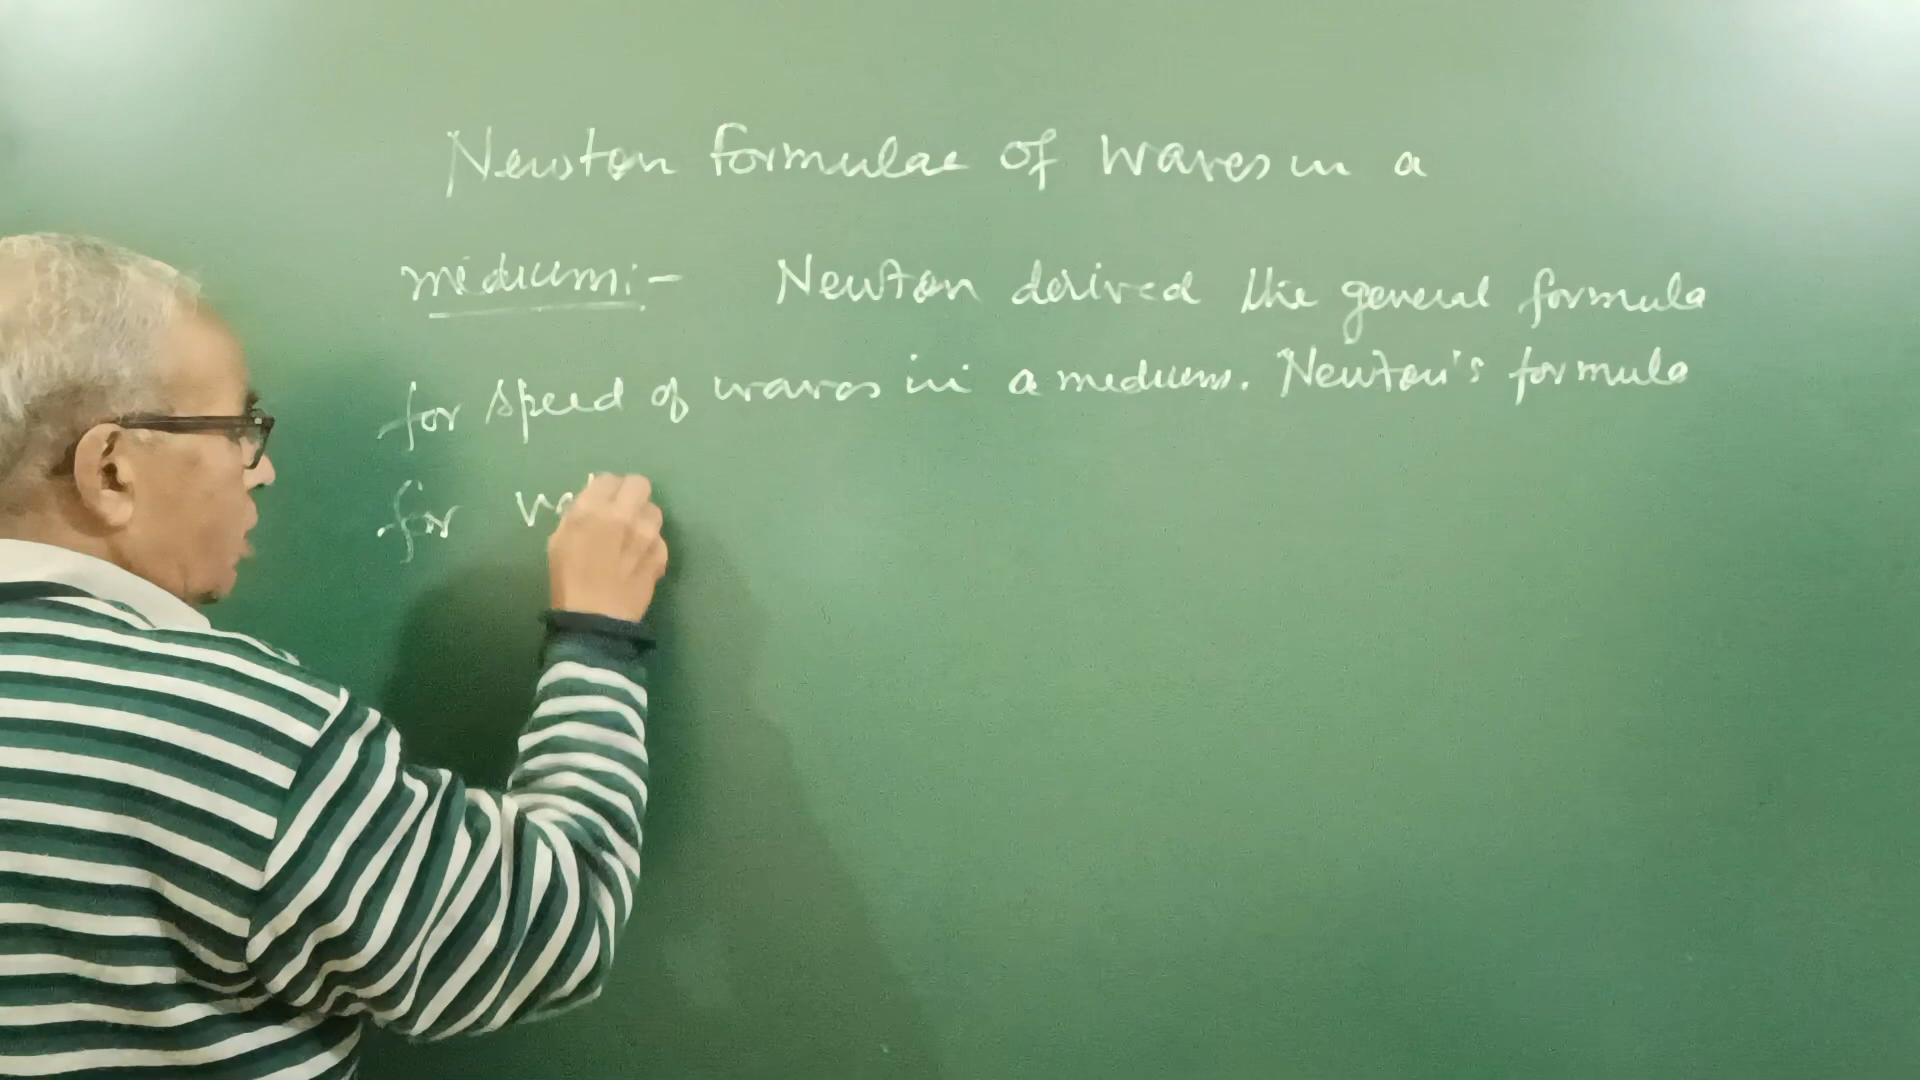 Newton formulae of waves in a
medium:- Newton derived the general formula
for speed of waves in a medium. Newton's formula
for